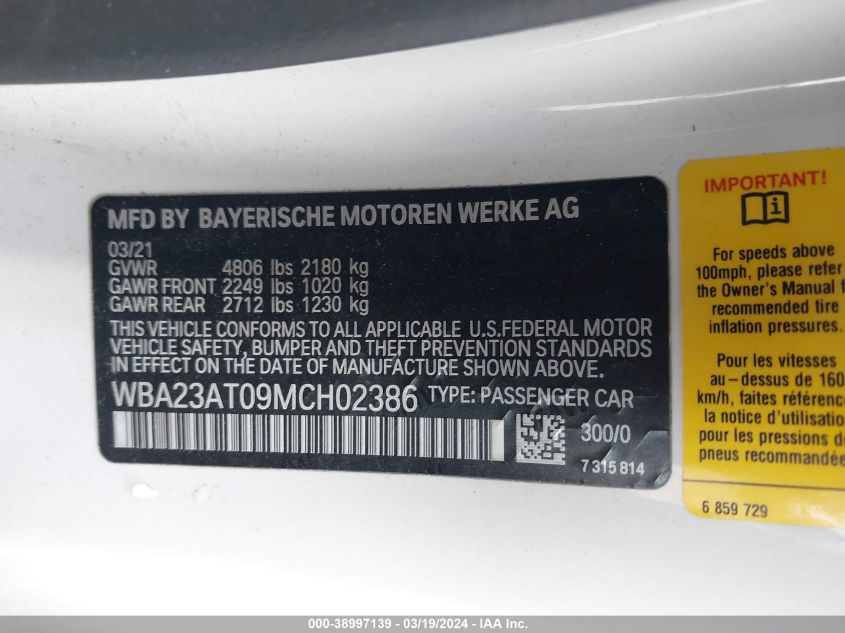 MFD BY BAYERISCHE MOTOREN WERKE AG
03/21
GVWR 4806 lbs 2180 kg
GAWR FRONT 2249 lbs 1020 kg
GAWR REAR 2712 lbs 1230 kg
THIS VEHICLE CONFORMS TO ALL APPLICABLE U.S.FEDERAL MOTOR
VEHICLE SAFETY, BUMPER AND THEFT PREVENTION STANDARDS
IN EFFECT ON THE DATE OF MANUFACTURE SHOWN ABOVE.
WBA23AT09MCH02386 TYPE: PASSENGER CAR
300/0
7 315 814
IMPORTANT!
i
For speeds above
100mph, please refer
the Owner's Manual f
recommended tire
inflation pressures.
Pour les vitesses
au-dessus de 160
km/h, faites référence
la notice d'utilisation
pour les pressions de
pneus recommandée
6 859 729
000-38997139 - 03/19/2024 - IAA Inc.